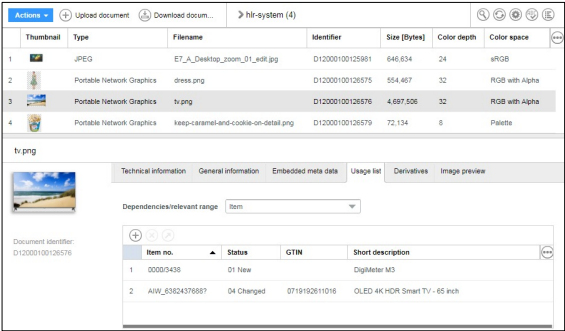 Actions Upload document Download docum... hlr-system (4)
Thumbnail Type Filename Identifier Size [Bytes] Color depth Color space
1 JPEG E7_A_Desktop_zoom_01_edit.jpg D12000100125981 646,634 24 sRGB
2 Portable Network Graphics dress.png D12000100126575 554,467 32 RGB with Alpha
3 Portable Network Graphics tv.png D12000100126576 4,697,506 32 RGB with Alpha
4 Portable Network Graphics keep-caramel-and-cookie-on-detail.png D12000100126579 72,134 8 Palette
tv.png
Technical information General information Embedded meta data Usage list Derivatives Image preview
Dependencies/relevant range Item
Document identifier:
D12000100126576
Item no. Status GTIN Short description
1 0000/3438 01 New DigiMeter M3
2 AIW_6382437688? 04 Changed 0719192611016 OLED 4K HDR Smart TV - 65 inch